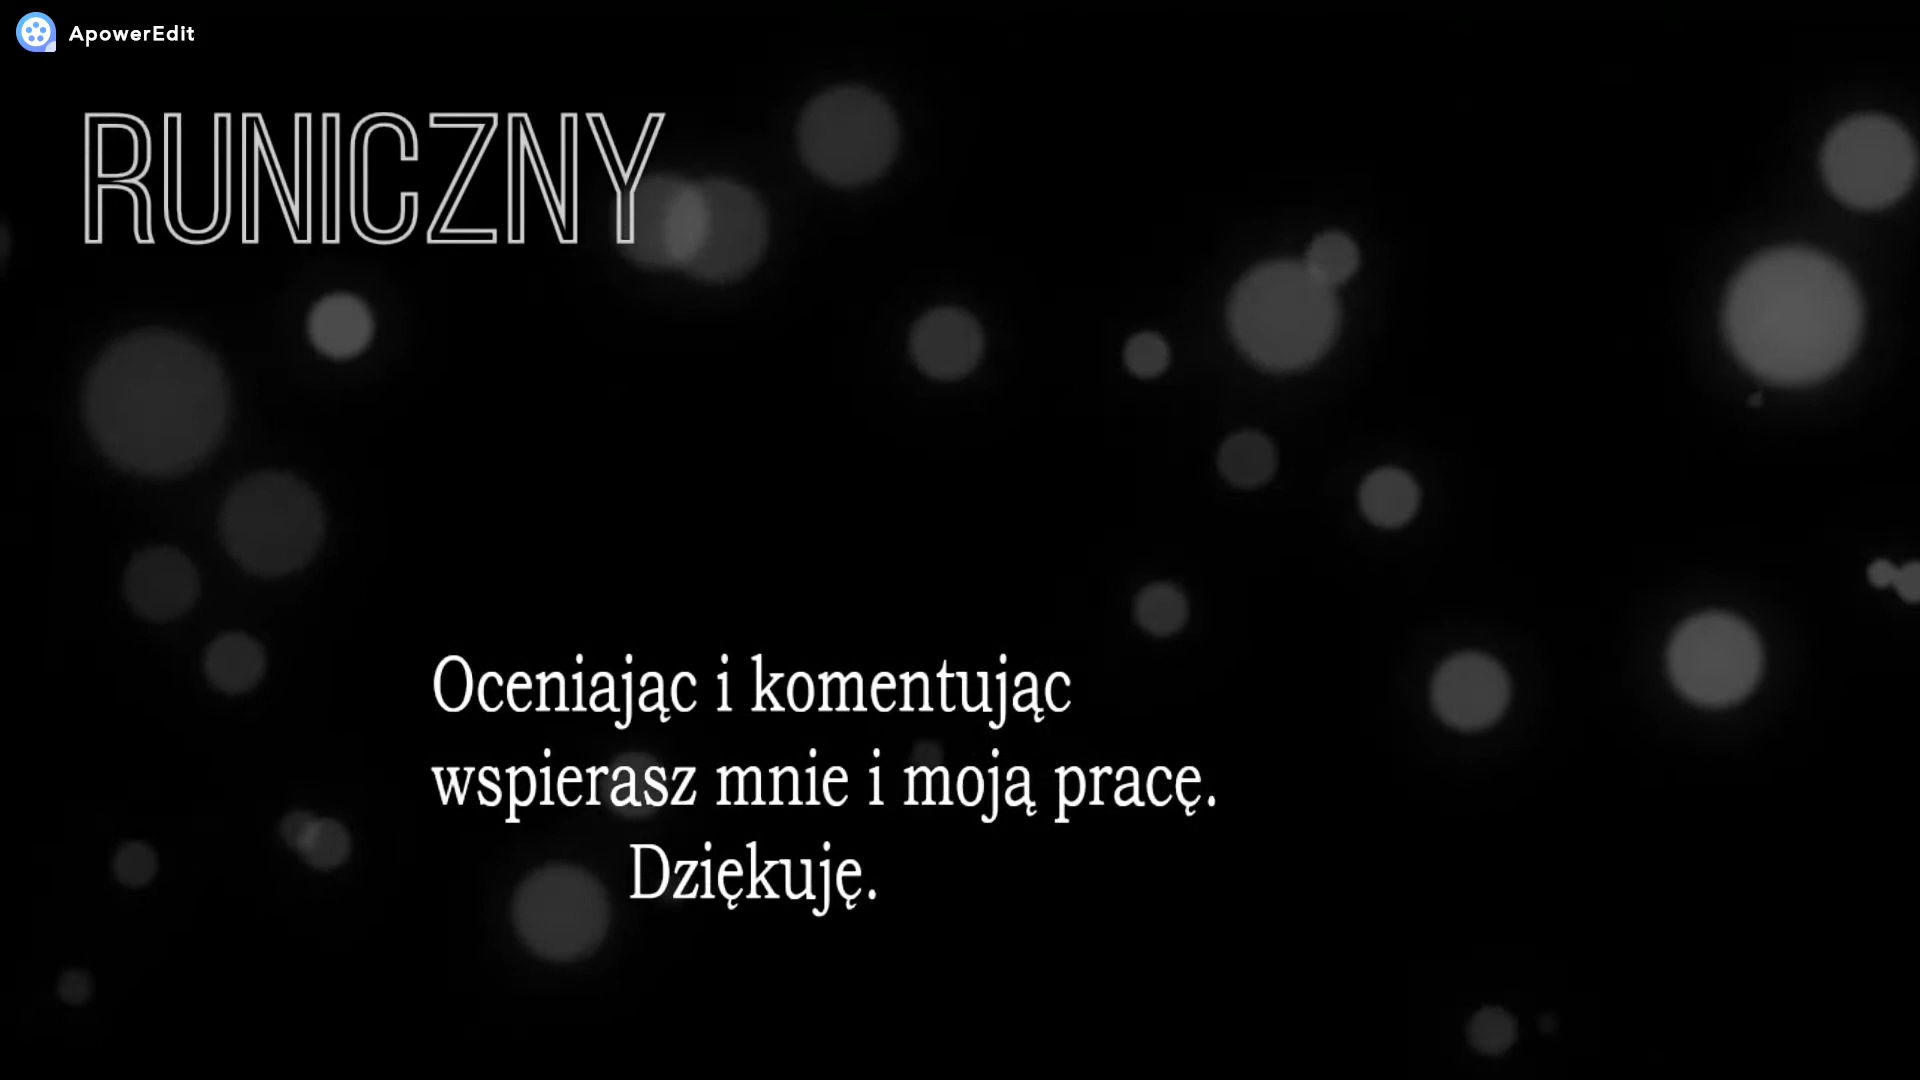 ApowerEdit
RUNICZNY
Oceniając i komentując
wspierasz mnie i moją pracę.
Dziękuję.